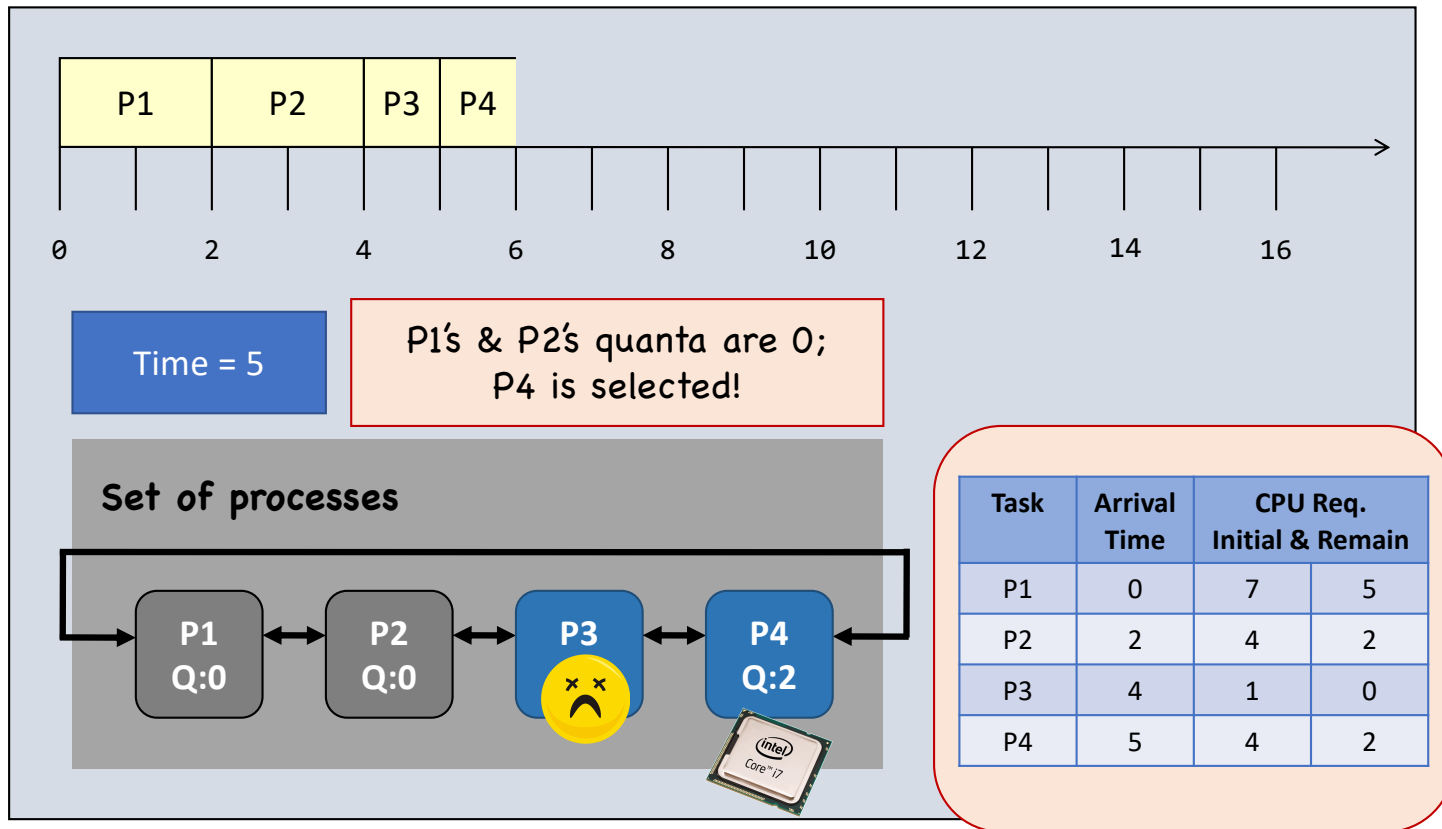 P1 P2 P3 P4
0 2 4 6 8 10 12 14 16
Time = 5
P1's & P2's quanta are 0;
P4 is selected!
Set of processes
P1 P2 P3 P4
Q:0 Q:0 Q:2
intel
Core™ i7
Task Arrival Time CPU Req. Initial & Remain
P1 0 7 5
P2 2 4 2
P3 4 1 0
P4 5 4 2